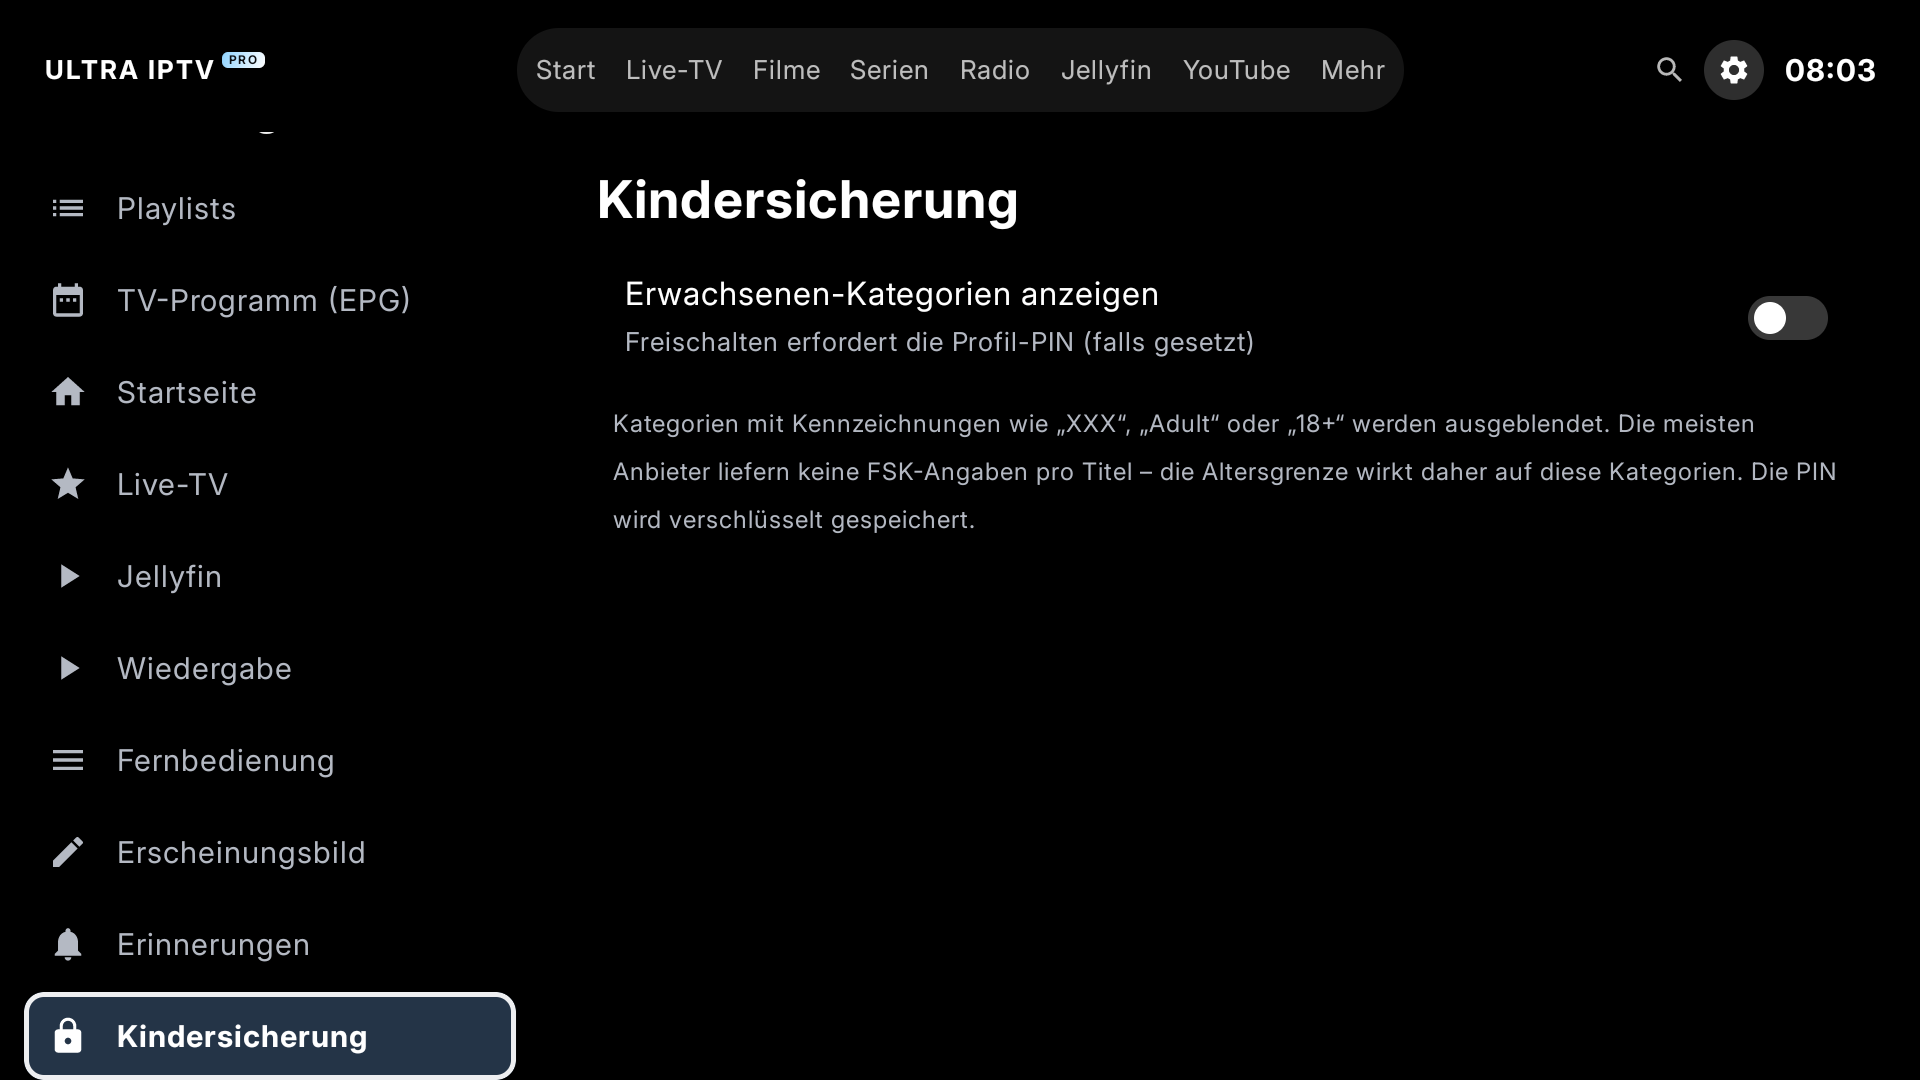 ULTRA IPTV PRO
Start Live-TV Filme Serien Radio Jellyfin YouTube Mehr
08:03
Playlists
TV-Programm (EPG)
Startseite
Live-TV
Jellyfin
Wiedergabe
Fernbedienung
Erscheinungsbild
Erinnerungen
Kindersicherung
Kindersicherung
Erwachsenen-Kategorien anzeigen
Freischalten erfordert die Profil-PIN (falls gesetzt)
Kategorien mit Kennzeichnungen wie „XXX“, „Adult“ oder „18+“ werden ausgeblendet. Die meisten
Anbieter liefern keine FSK-Angaben pro Titel – die Altersgrenze wirkt daher auf diese Kategorien. Die PIN
wird verschlüsselt gespeichert.